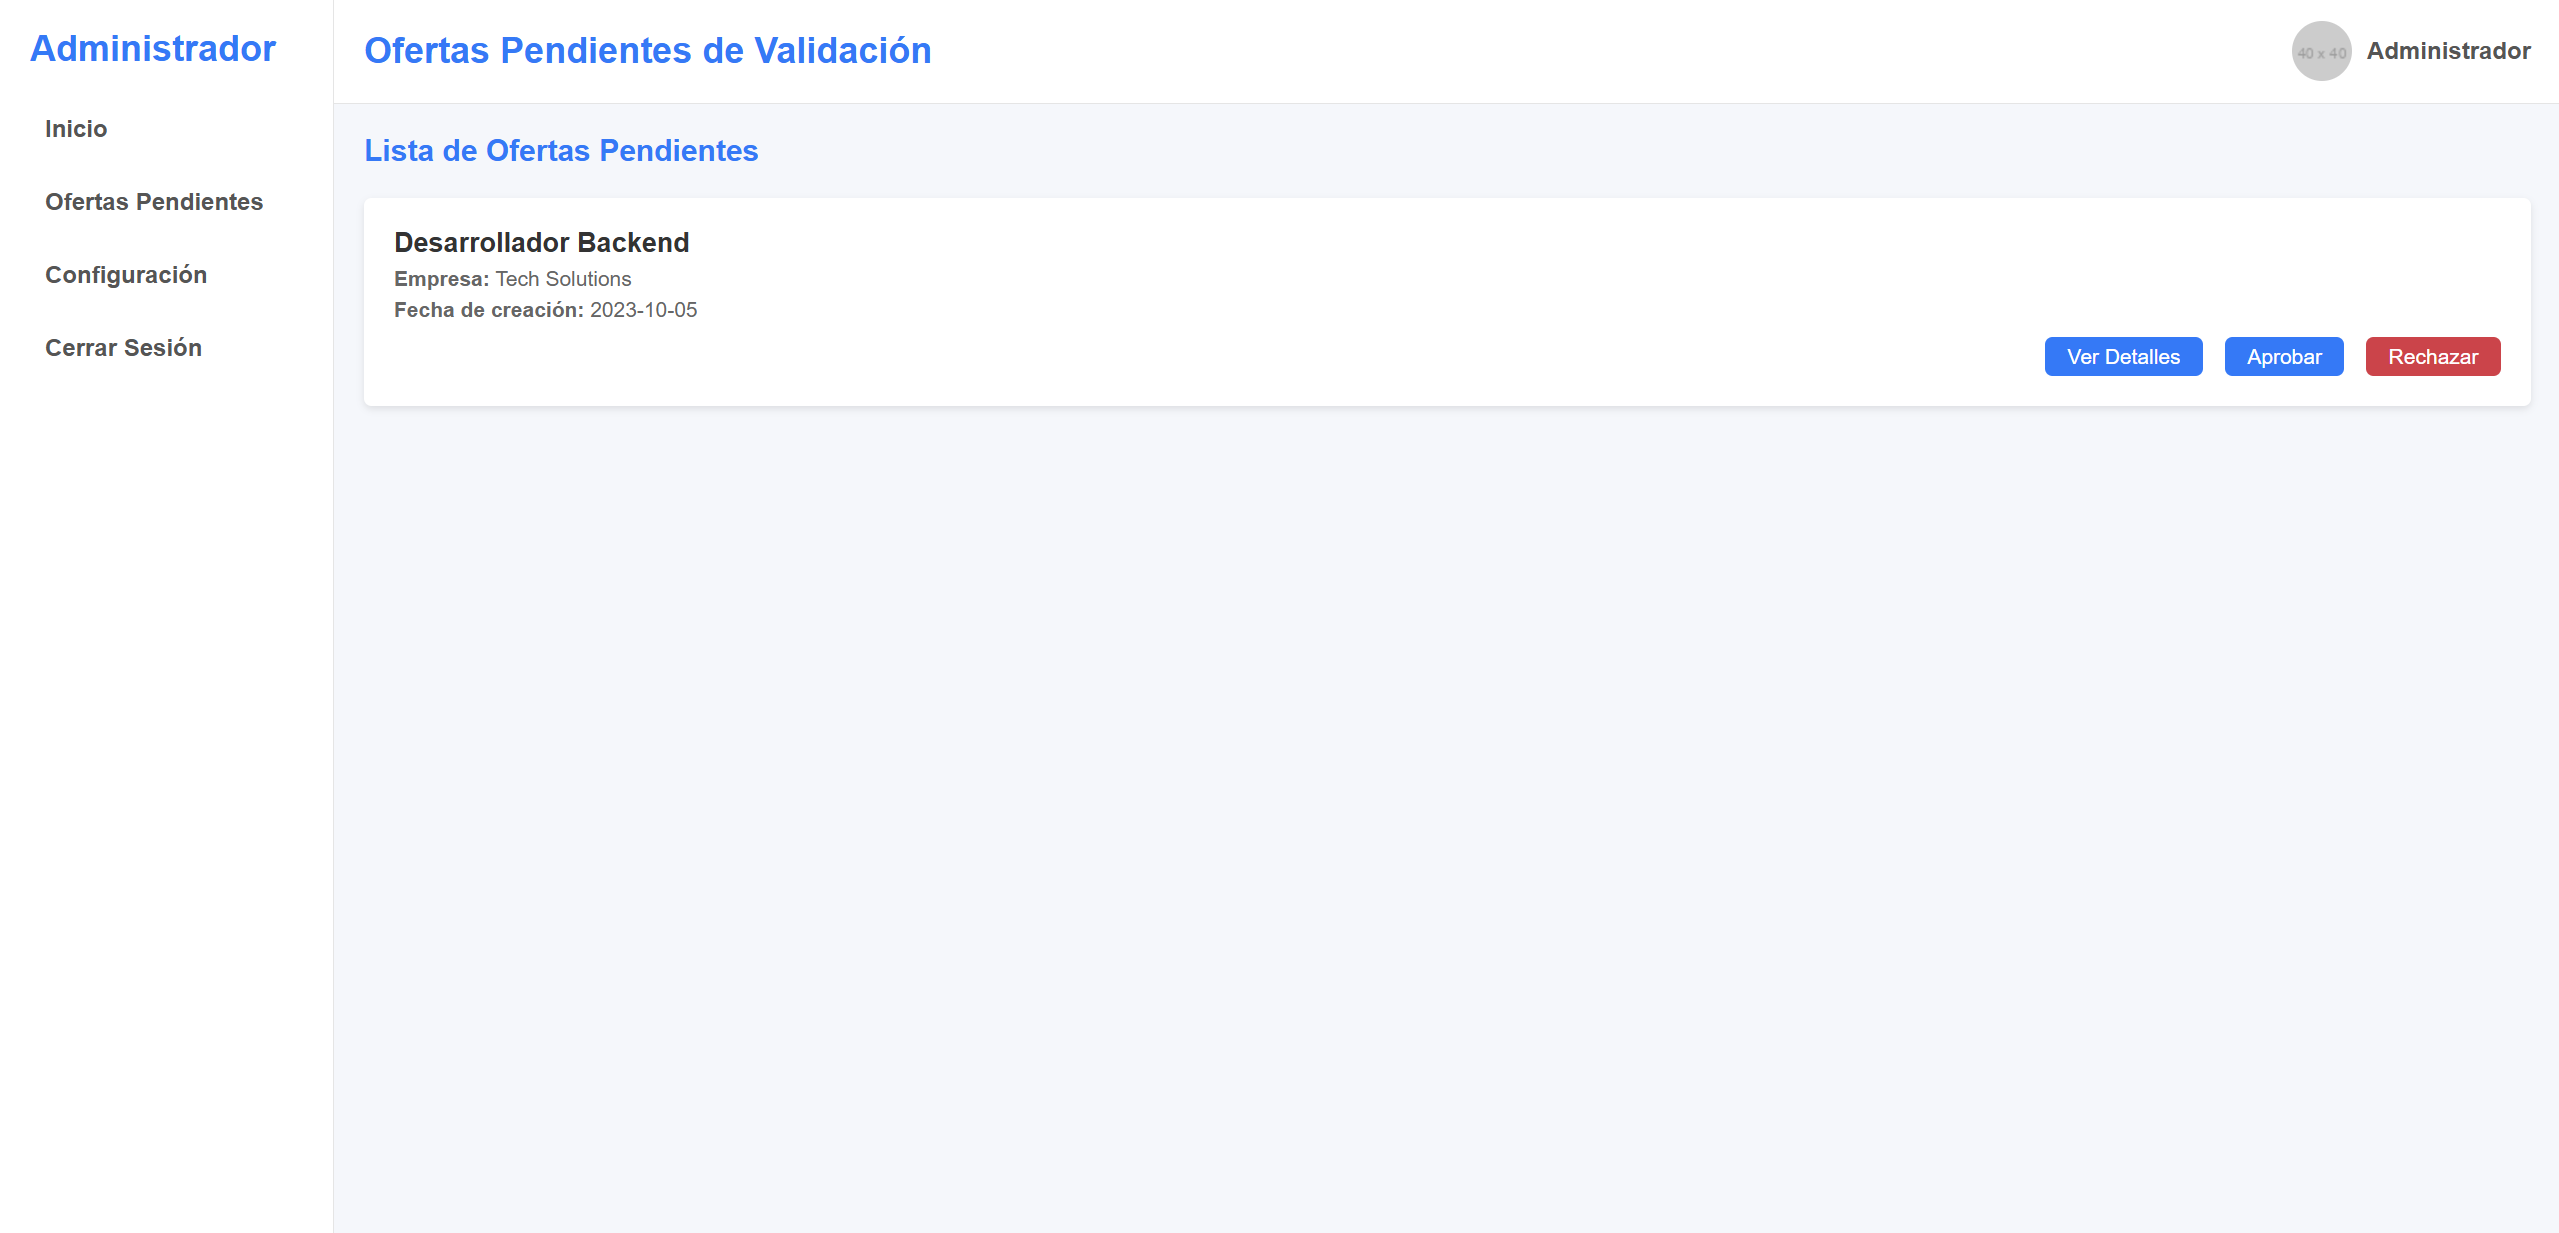 Administrador
Inicio
Ofertas Pendientes
Configuración
Cerrar Sesión
Ofertas Pendientes de Validación
40 x 40
Administrador
Lista de Ofertas Pendientes
Desarrollador Backend
Empresa: Tech Solutions
Fecha de creación: 2023-10-05
Ver Detalles
Aprobar
Rechazar